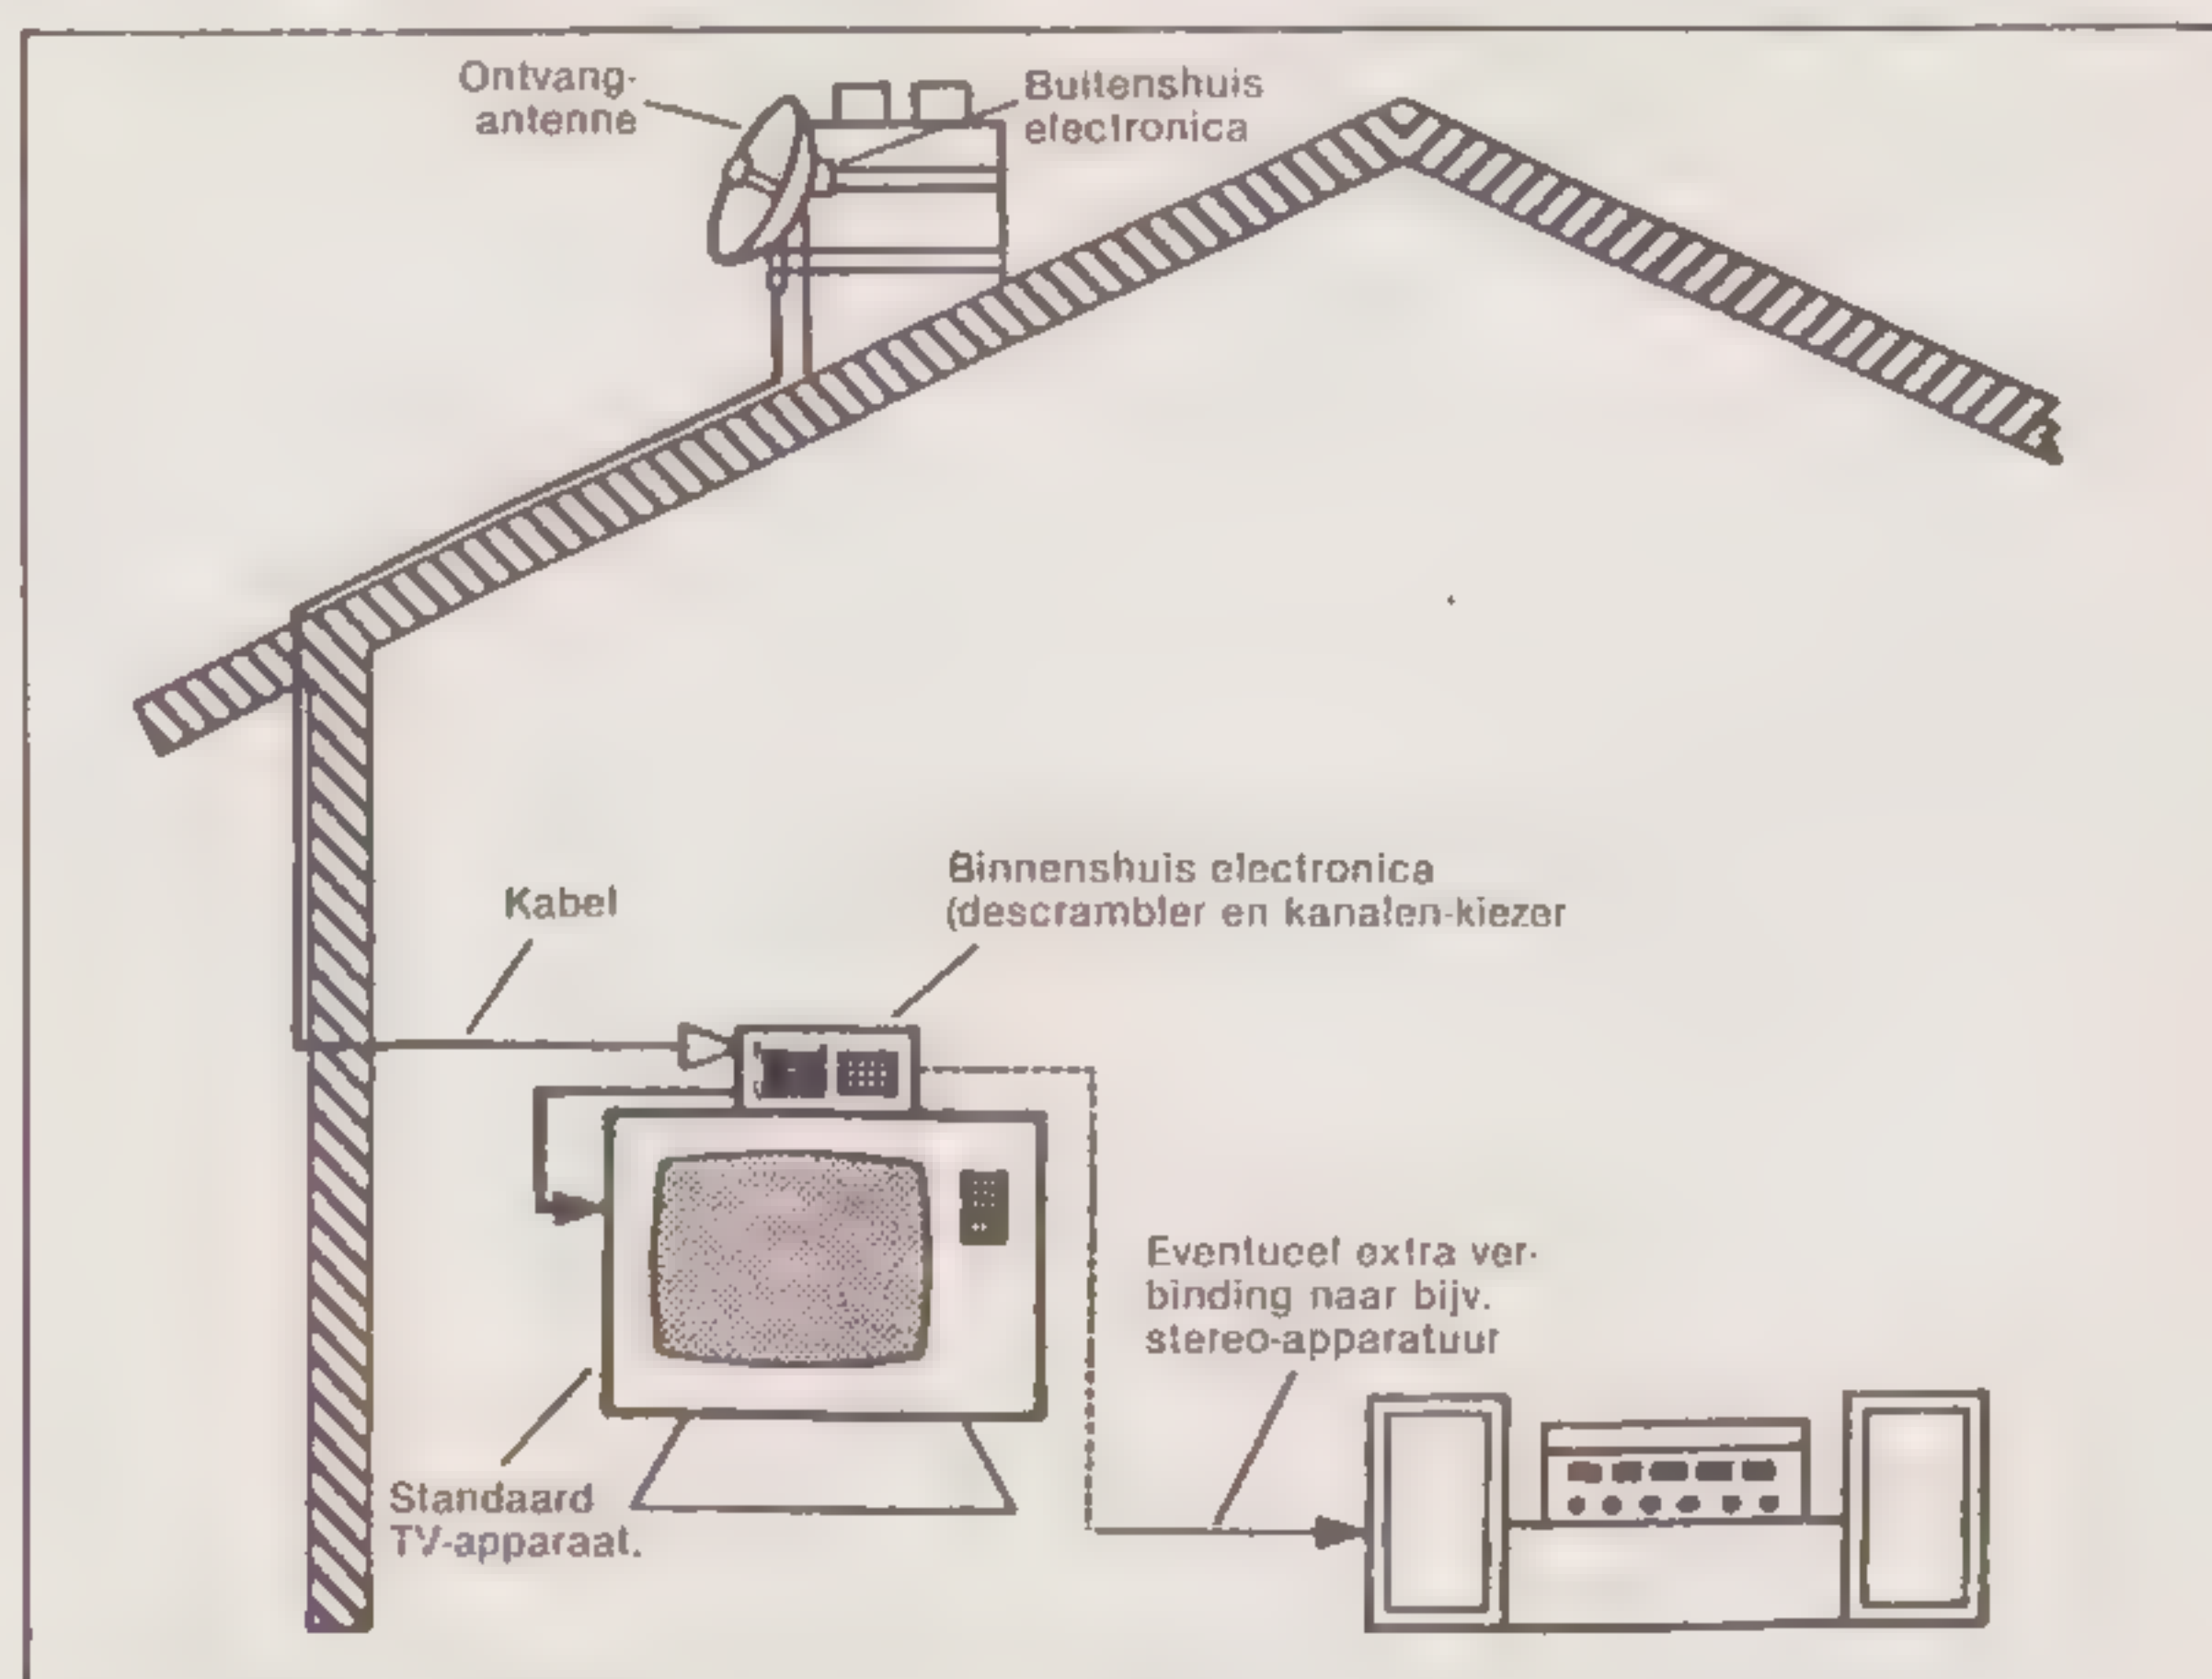 Ontvang-
antenne
Buitenshuis
electronica
Kabel
Binnenshuis electronica
(descrambler en kanalen-kiezer
Eventueel extra ver-
binding naar bijv.
stereo-apparatuur
Standaard
TV-apparaat.